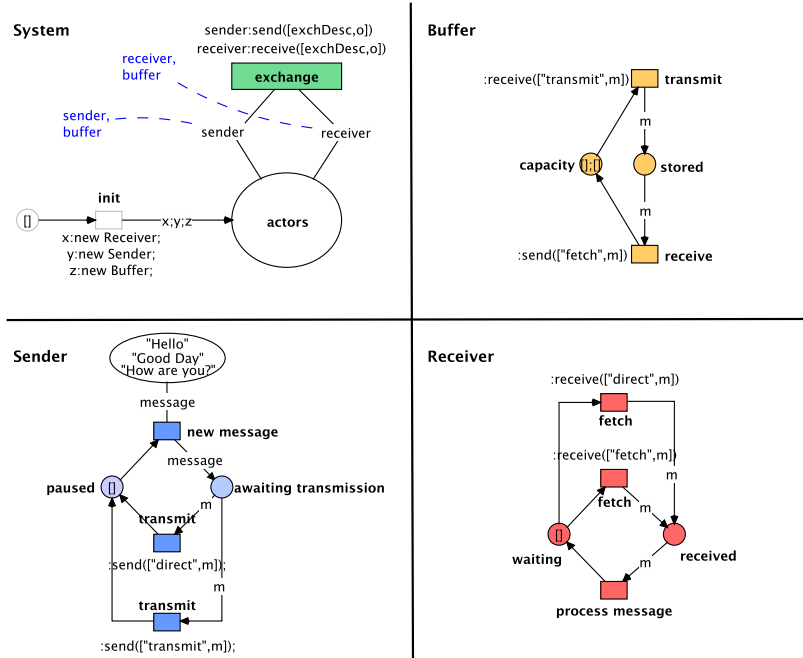 System
sender:send([exchDesc,o])
receiver:receive([exchDesc,o])
exchange
receiver,
buffer
sender,
buffer
sender
receiver
init
[]
x;y;z
actors
x:new Receiver;
y:new Sender;
z:new Buffer;
Buffer
:receive(["transmit",m])
transmit
m
capacity
[];[]
stored
m
:send(["fetch",m])
receive
Sender
"Hello"
"Good Day"
"How are you?"
message
new message
message
paused
[]
awaiting transmission
m
transmit
:send(["direct",m]);
m
transmit
:send(["transmit",m]);
Receiver
:receive(["direct",m])
fetch
:receive(["fetch",m])
m
fetch
m
[]
waiting
received
m
process message